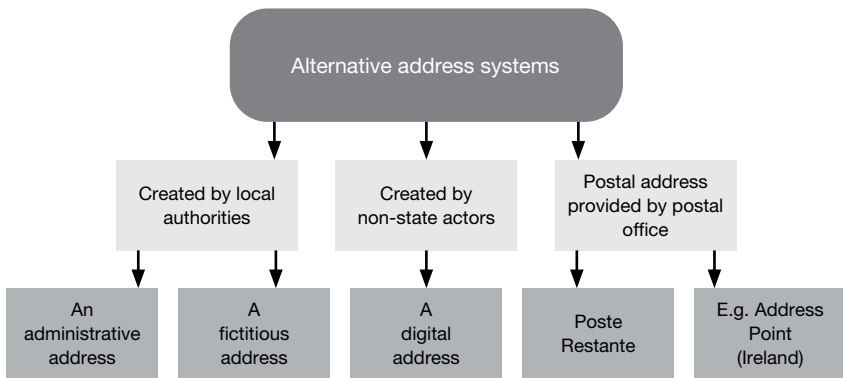 Alternative address systems
Created by local
authorities
Created by
non-state actors
Postal address
provided by postal
office
An
administrative
address
A
fictitious
address
A
digital
address
Poste
Restante
E.g. Address
Point
(Ireland)